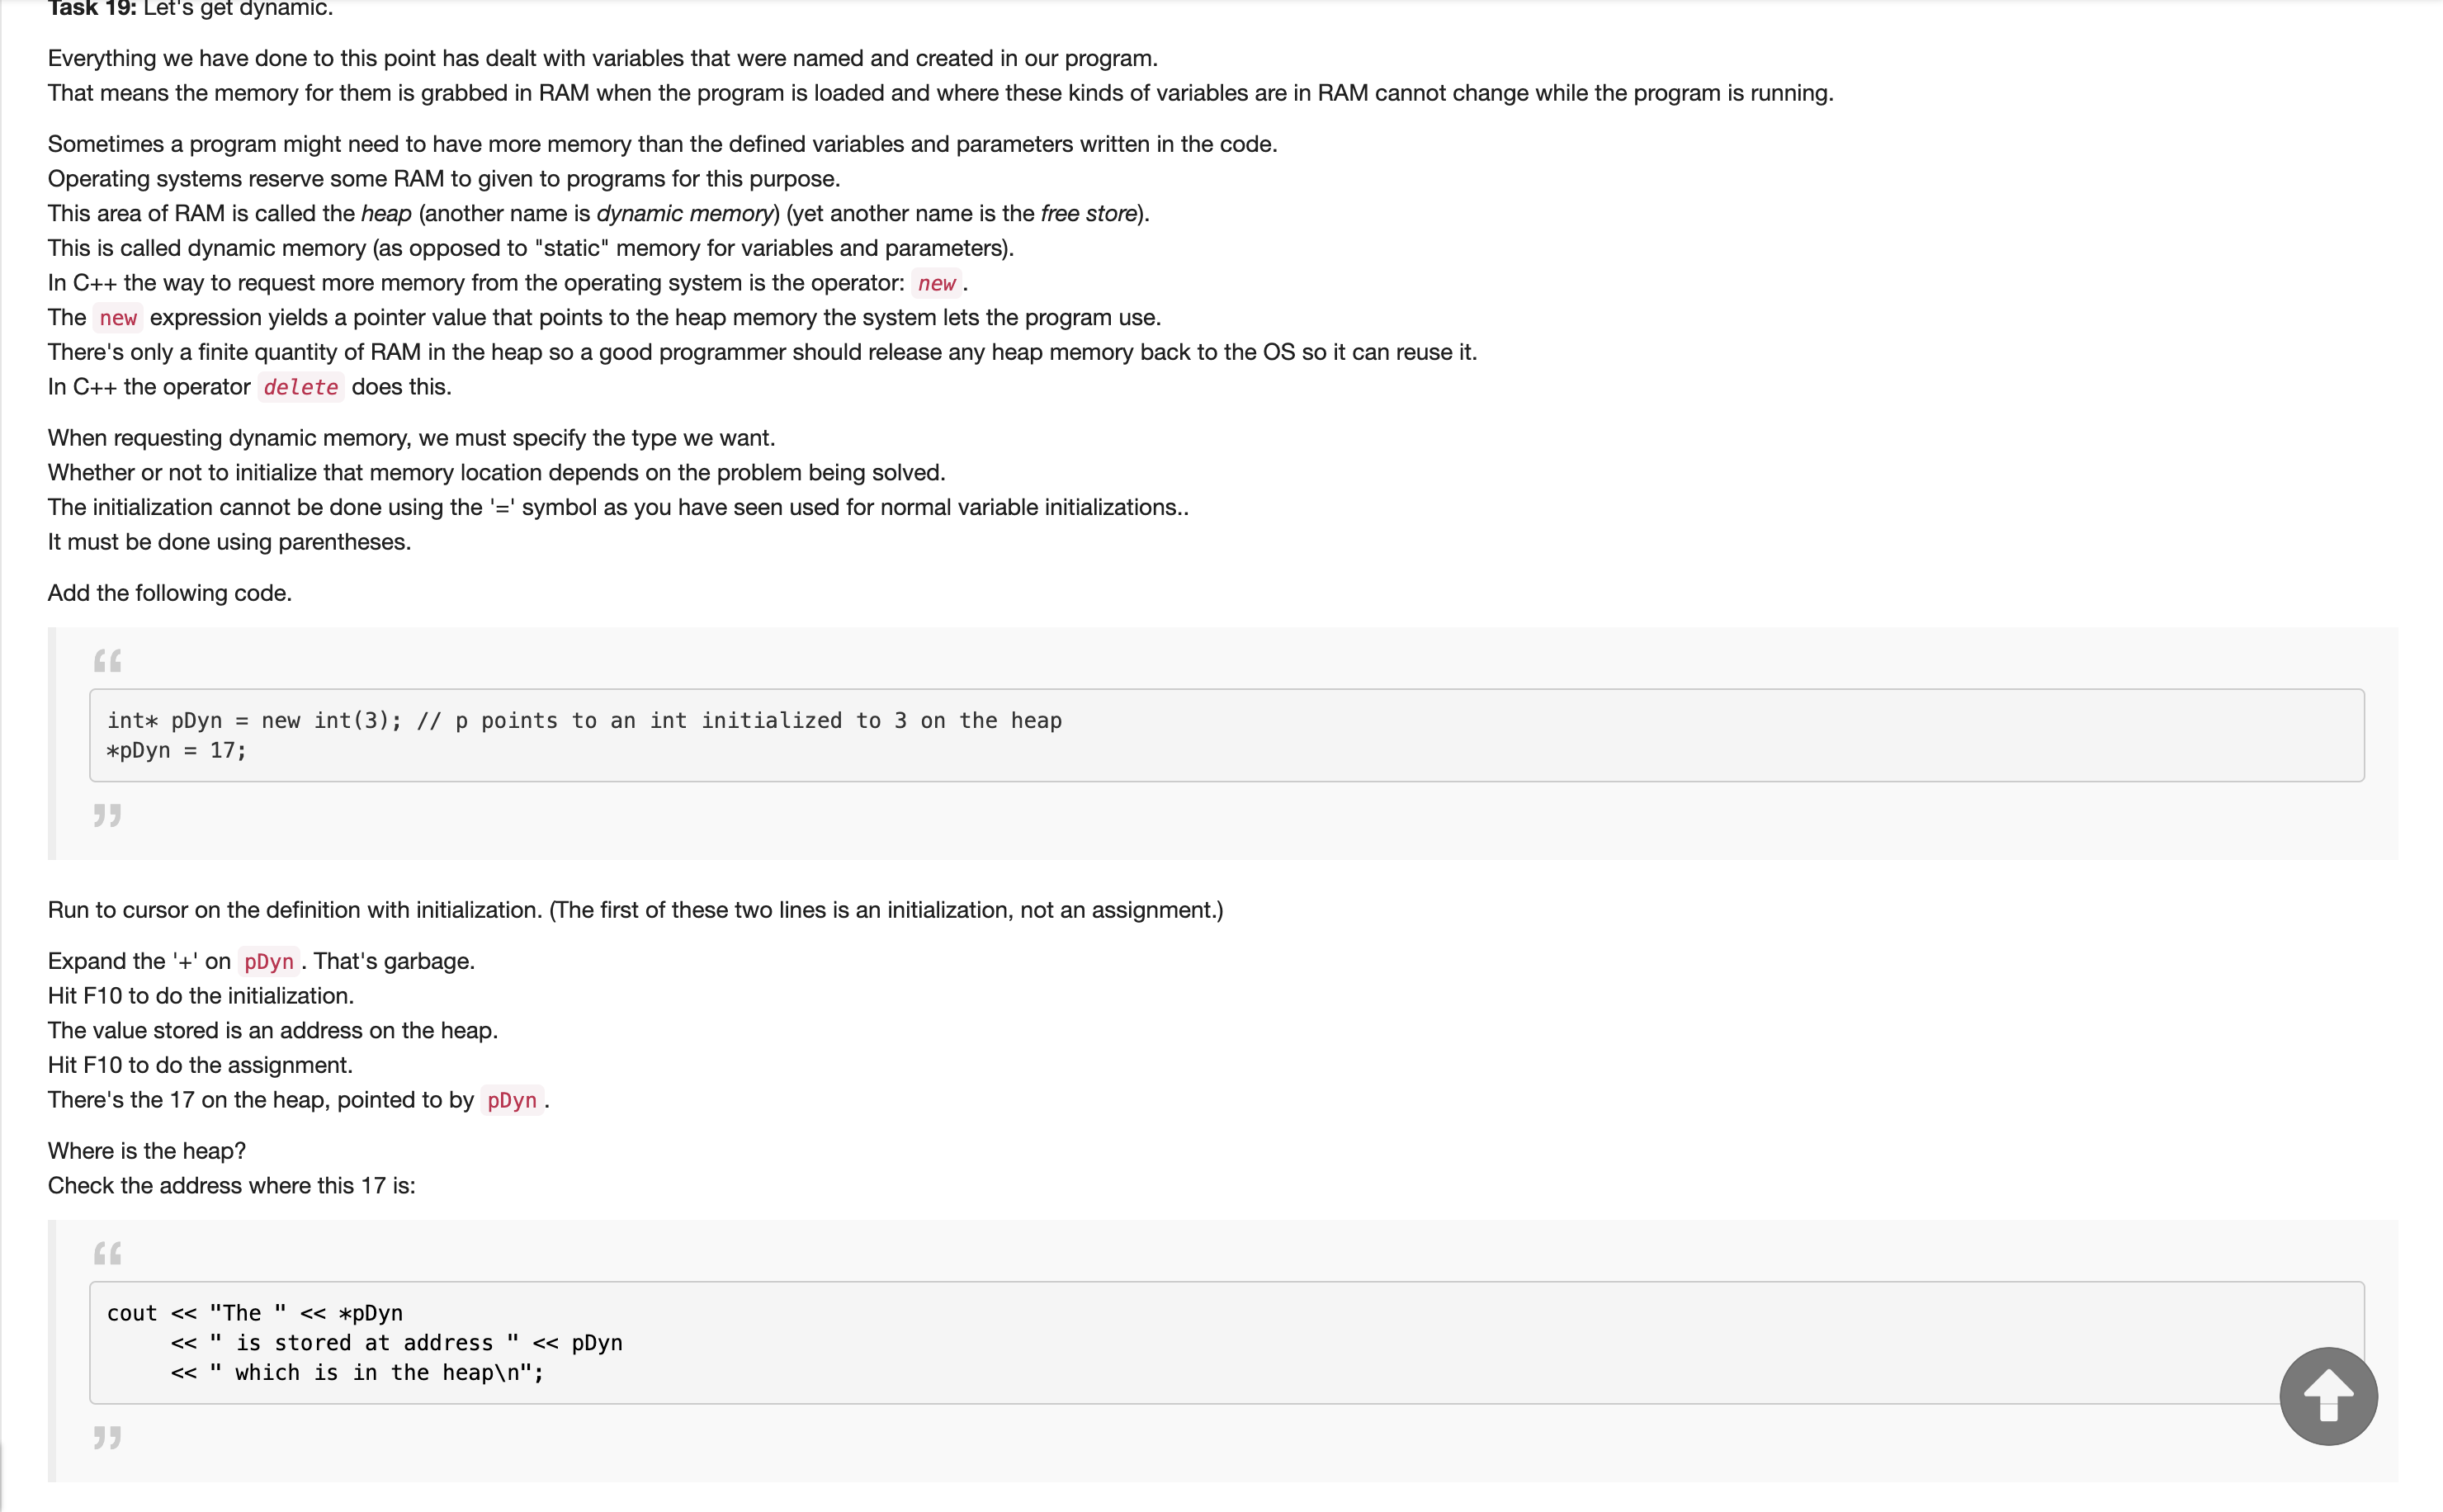 Task 19: Let's get dynamic.
Everything we have done to this point has dealt with variables that were named and created in our program.
That means the memory for them is grabbed in RAM when the program is loaded and where these kinds of variables are in RAM cannot change while the program is running.
Sometimes a program might need to have more memory than the defined variables and parameters written in the code.
Operating systems reserve some RAM to given to programs for this purpose.
This area of RAM is called the heap (another name is dynamic memory) (yet another name is the free store).
This is called dynamic memory (as opposed to "static" memory for variables and parameters).
In C++ the way to request more memory from the operating system is the operator: new.
The new expression yields a pointer value that points to the heap memory the system lets the program use.
There's only a finite quantity of RAM in the heap so a good programmer should release any heap memory back to the OS so it can reuse it.
In C++ the operator delete does this.
When requesting dynamic memory, we must specify the type we want.
Whether or not to initialize that memory location depends on the problem being solved.
The initialization cannot be done using the '=' symbol as you have seen used for normal variable initializations..
It must be done using parentheses.
Add the following code.
“
int* pDyn = new int(3); // p points to an int initialized to 3 on the heap
*pDyn = 17;
”
Run to cursor on the definition with initialization. (The first of these two lines is an initialization, not an assignment.)
Expand the '+' on pDyn. That's garbage.
Hit F10 to do the initialization.
The value stored is an address on the heap.
Hit F10 to do the assignment.
There's the 17 on the heap, pointed to by pDyn.
Where is the heap?
Check the address where this 17 is:
“
cout << "The " << *pDyn
     << " is stored at address " << pDyn
     << " which is in the heap\n";
”